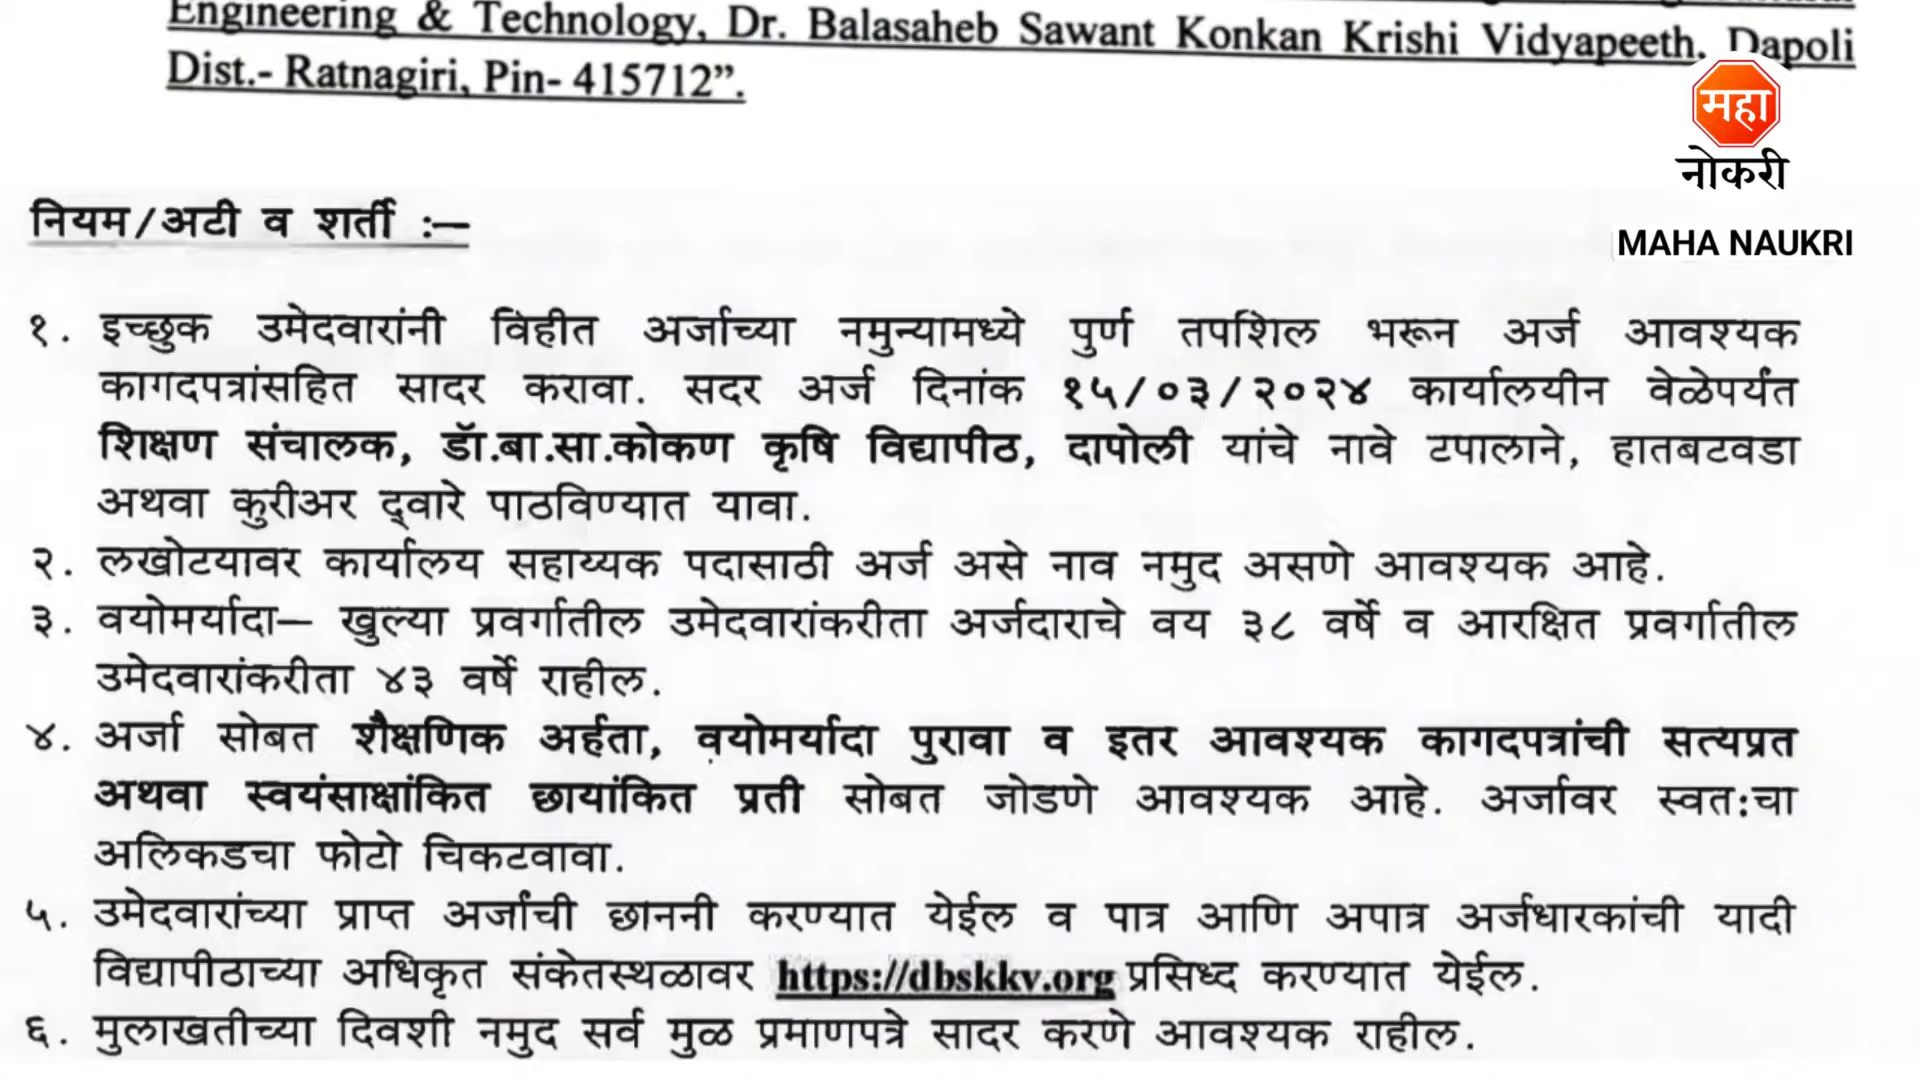 Engineering & Technology, Dr. Balasaheb Sawant Konkan Krishi Vidyapeeth. Dapoli
Dist.- Ratnagiri, Pin- 415712”.
महा
नोकरी
MAHA NAUKRI
नियम/अटी व शर्ती :–
१. इच्छुक उमेदवारांनी विहीत अर्जाच्या नमुन्यामध्ये पुर्ण तपशिल भरून अर्ज आवश्यक
कागदपत्रांसहित सादर करावा. सदर अर्ज दिनांक १५/०३/२०२४ कार्यालयीन वेळेपर्यंत
शिक्षण संचालक, डॉ.बा.सा.कोकण कृषि विद्यापीठ, दापोली यांचे नावे टपालाने, हातबटवडा
अथवा कुरीअर द्वारे पाठविण्यात यावा.
२. लखोटयावर कार्यालय सहाय्यक पदासाठी अर्ज असे नाव नमुद असणे आवश्यक आहे.
३. वयोमर्यादा– खुल्या प्रवर्गातील उमेदवारांकरीता अर्जदाराचे वय ३८ वर्षे व आरक्षित प्रवर्गातील
उमेदवारांकरीता ४३ वर्षे राहील.
४. अर्जा सोबत शैक्षणिक अर्हता, वयोमर्यादा पुरावा व इतर आवश्यक कागदपत्रांची सत्यप्रत
अथवा स्वयंसाक्षांकित छायांकित प्रती सोबत जोडणे आवश्यक आहे. अर्जावर स्वत:चा
अलिकडचा फोटो चिकटवावा.
५. उमेदवारांच्या प्राप्त अर्जांची छाननी करण्यात येईल व पात्र आणि अपात्र अर्जधारकांची यादी
विद्यापीठाच्या अधिकृत संकेतस्थळावर https://dbskkv.org प्रसिध्द करण्यात येईल.
६. मुलाखतीच्या दिवशी नमुद सर्व मुळ प्रमाणपत्रे सादर करणे आवश्यक राहील.